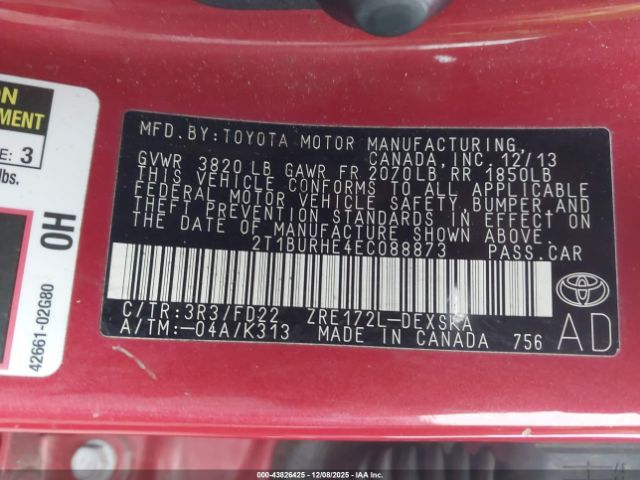 ON
EMENT
E: 3
lbs.
OH
42661-02G80
MFD. BY: TOYOTA MOTOR MANUFACTURING,
CANADA, INC. 12/13
GVWR 3820 LB GAWR FR 2070LB RR 1850LB
THIS VEHICLE CONFORMS TO ALL APPLICABLE
FEDERAL MOTOR VEHICLE SAFETY, BUMPER AND
THEFT PREVENTION STANDARDS IN EFFECT ON
THE DATE OF MANUFACTURE SHOWN ABOVE.
2T1BURHE4EC088873 PASS.CAR
C/TR:3R3/FD22 ZRE172L-DEXSKA
A/TM:-04A/K313 MADE IN CANADA 756
AD
000-43826425 - 12/08/2025 - IAA Inc.